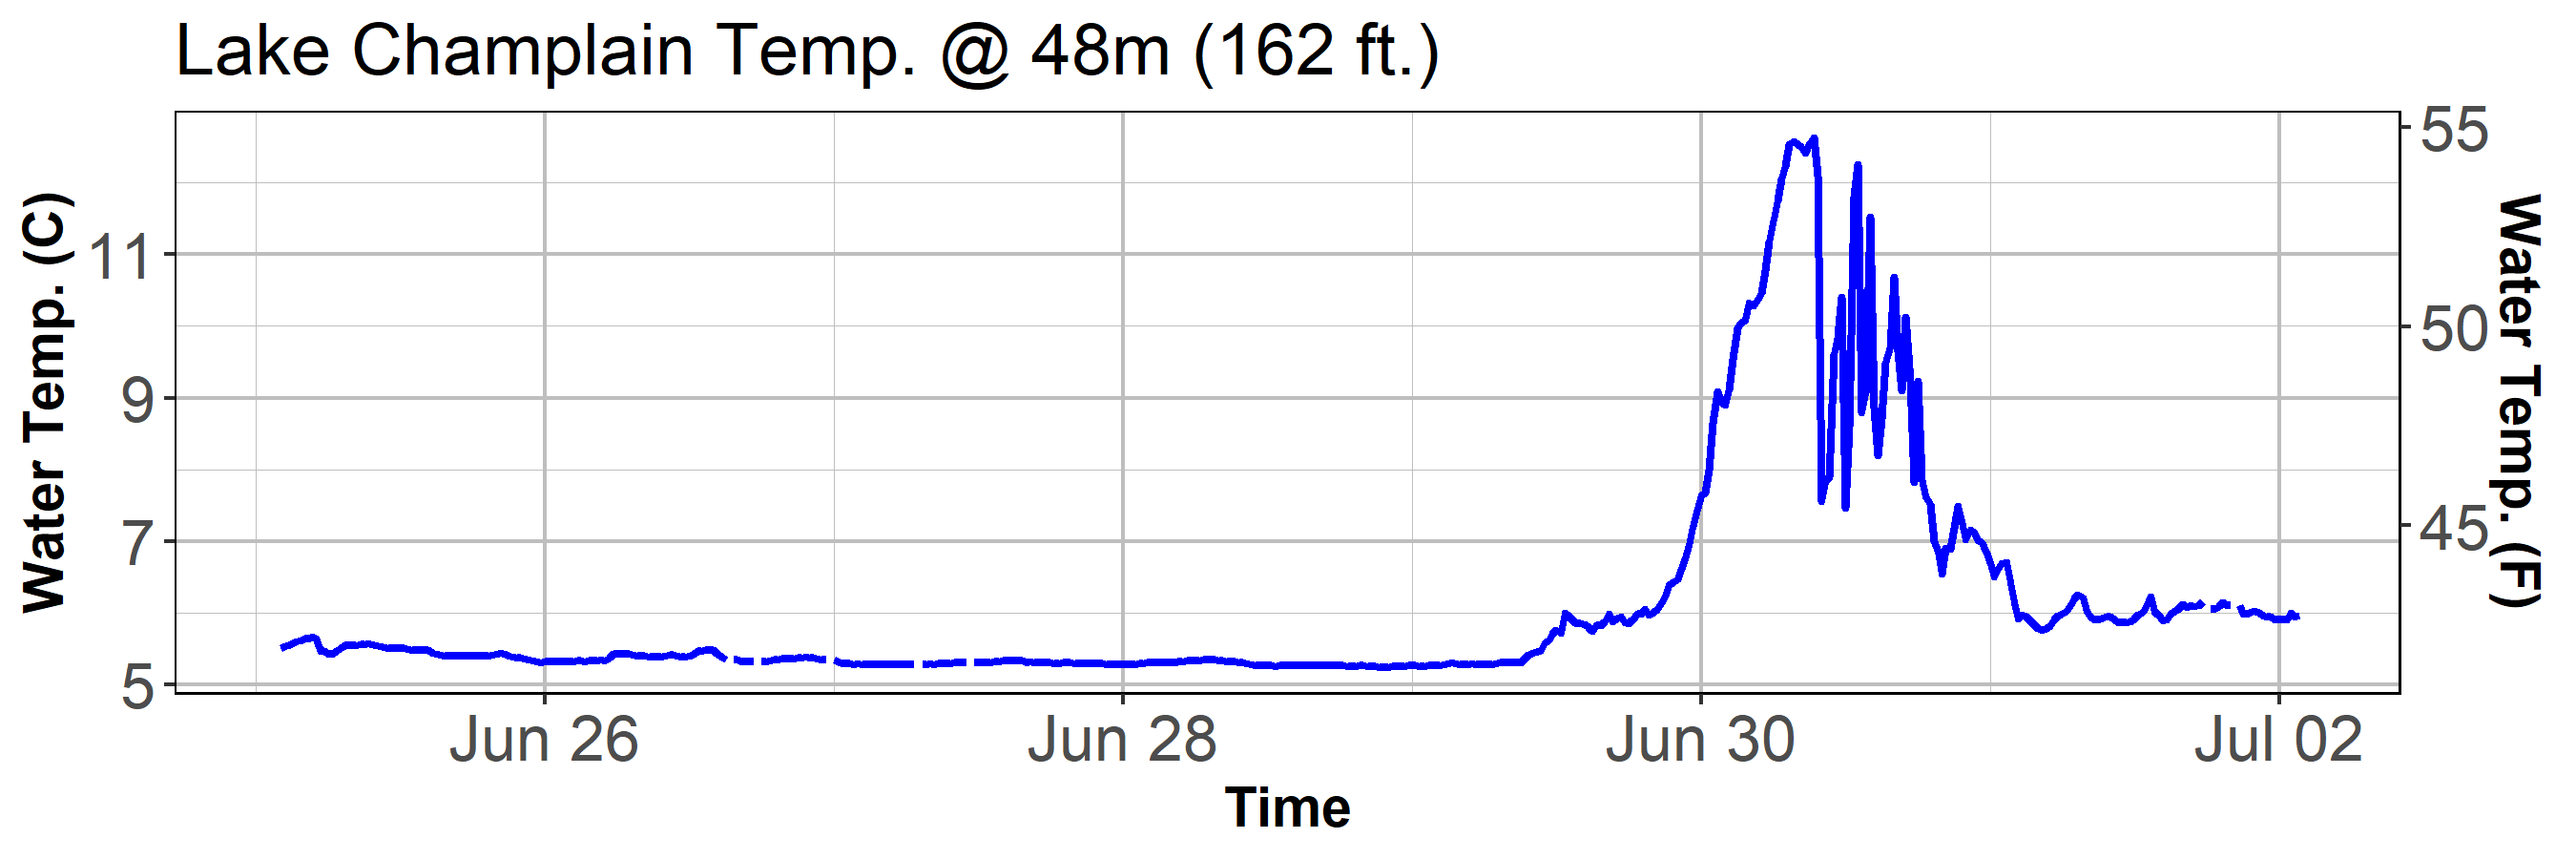 Lake Champlain Temp. @ 48m (162 ft.)
Water Temp. (C)
11
9
7
5
55
50
45
Water Temp. (F)
Jun 26
Jun 28
Jun 30
Jul 02
Time